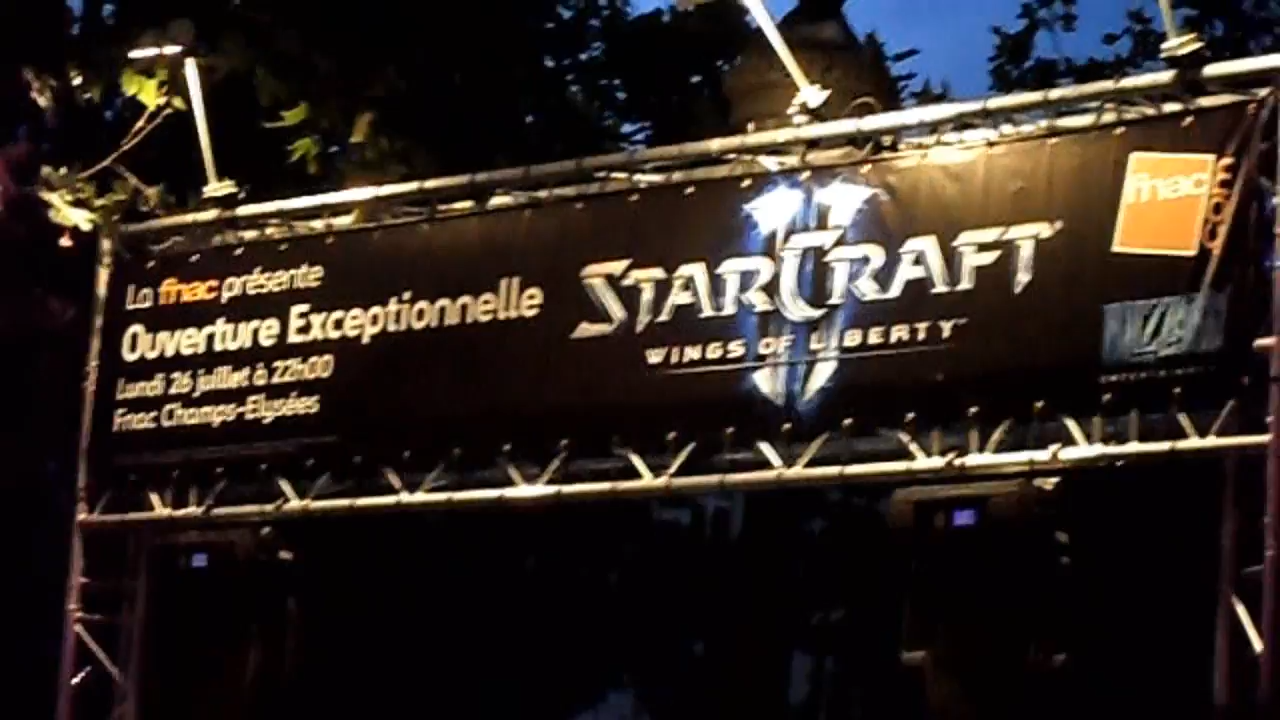 La fnac présente
Ouverture Exceptionnelle
Lundi 26 juillet à 22h00
Fnac Champs-Elysées
STARCRAFT
WINGS OF LIBERTY
fnac